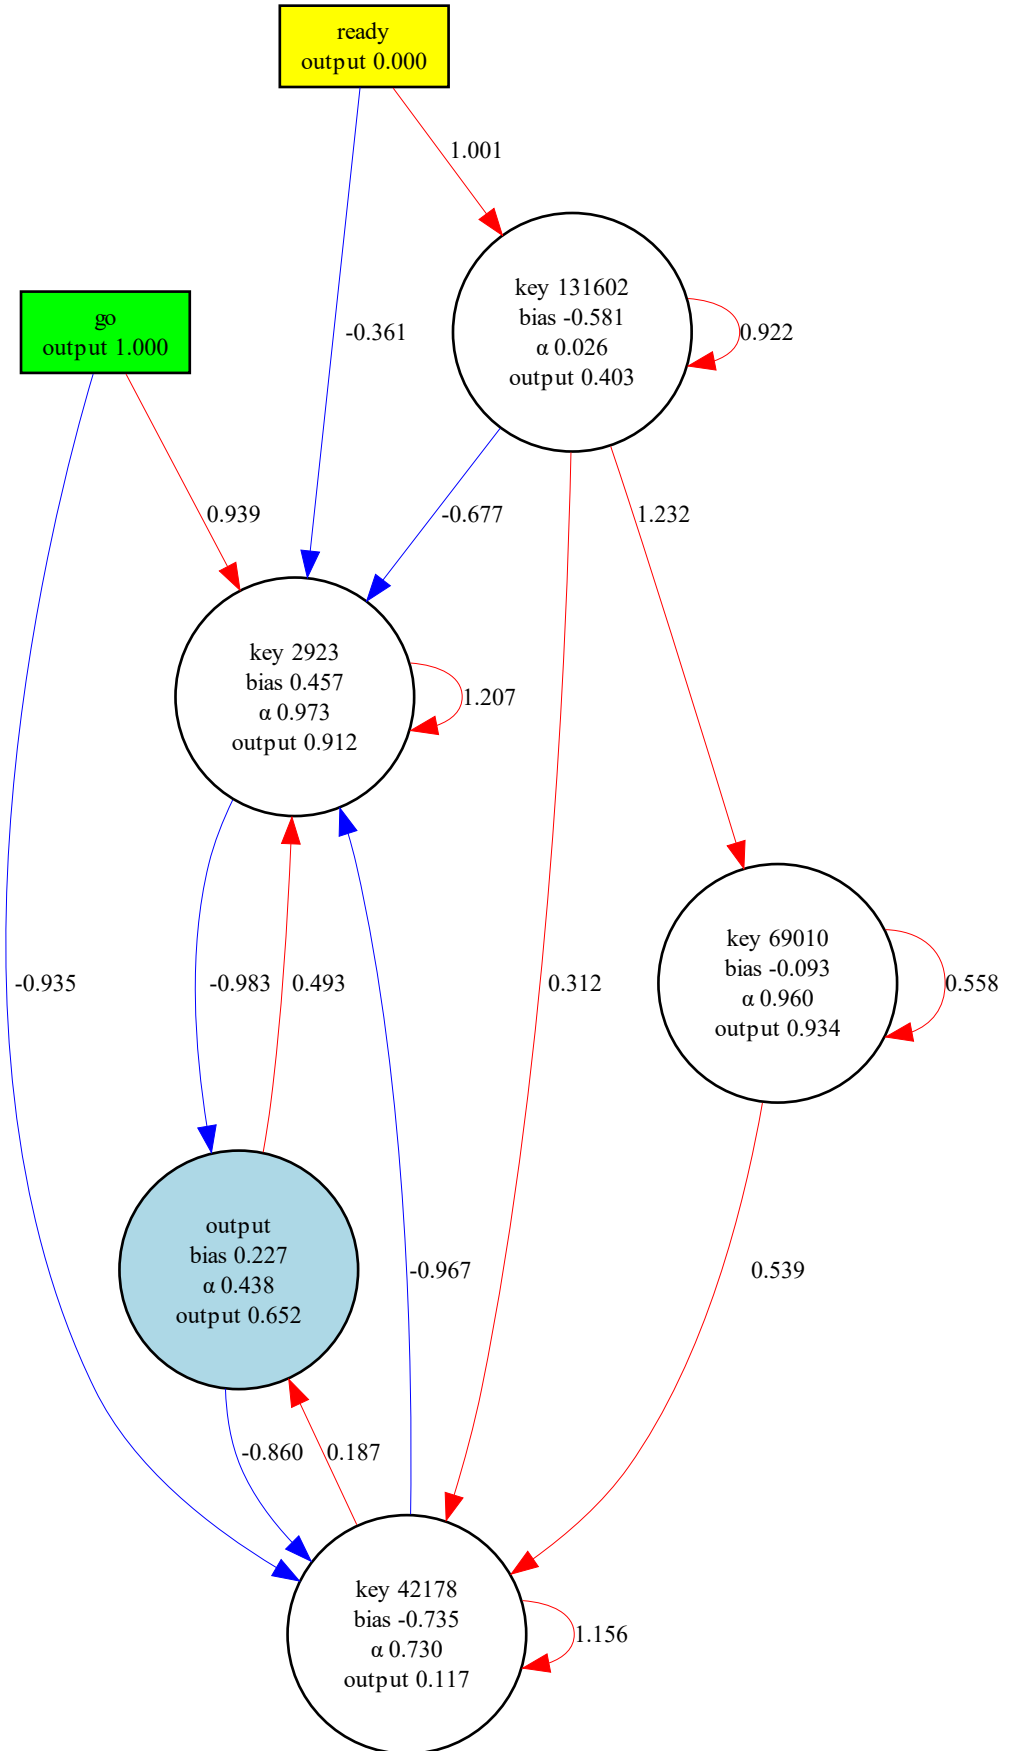 ready
output 0.000
1.001
key 131602
bias -0.581
α 0.026
output 0.403
0.922
go
output 1.000
-0.361
0.939
-0.677
1.232
key 2923
bias 0.457
α 0.973
output 0.912
1.207
key 69010
bias -0.093
α 0.960
output 0.934
0.558
-0.935
-0.983
0.493
0.312
output
bias 0.227
α 0.438
output 0.652
-0.967
0.539
-0.860
0.187
key 42178
bias -0.735
α 0.730
output 0.117
1.156